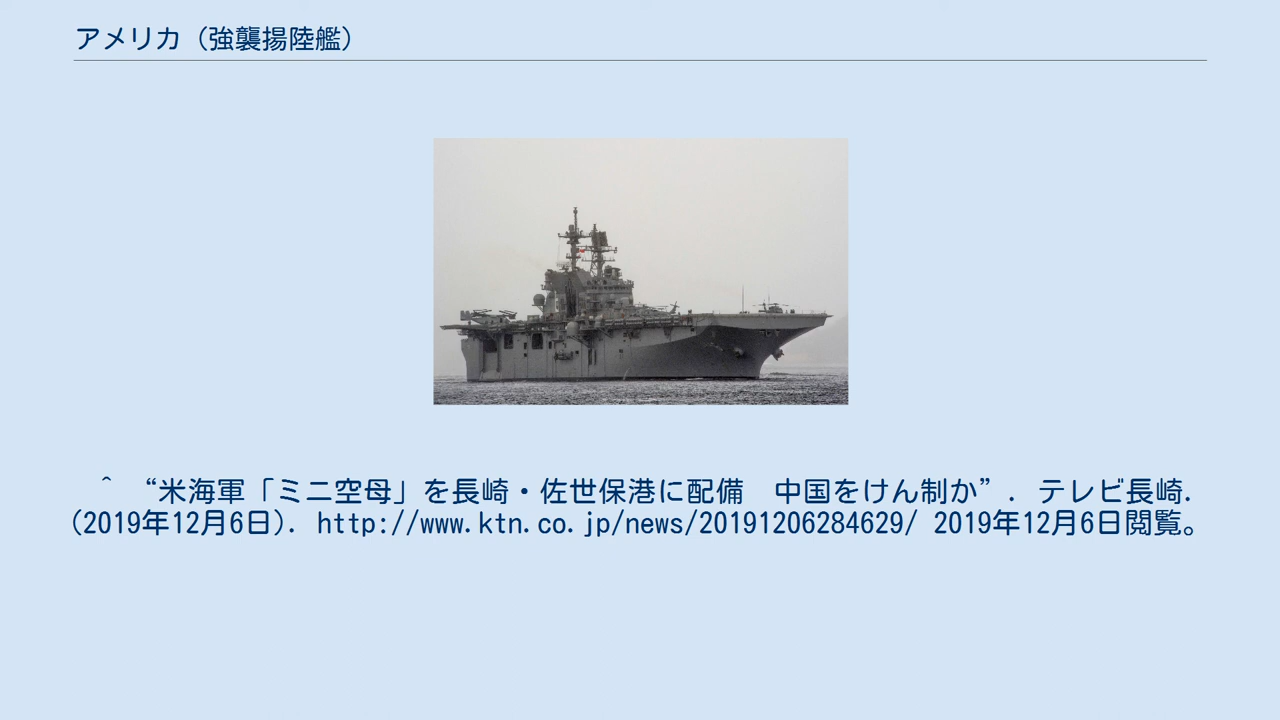 アメリカ（強襲揚陸艦）
^ “米海軍「ミニ空母」を長崎・佐世保港に配備　中国をけん制か”. テレビ長崎.
(2019年12月6日). http://www.ktn.co.jp/news/20191206284629/ 2019年12月6日閲覧。